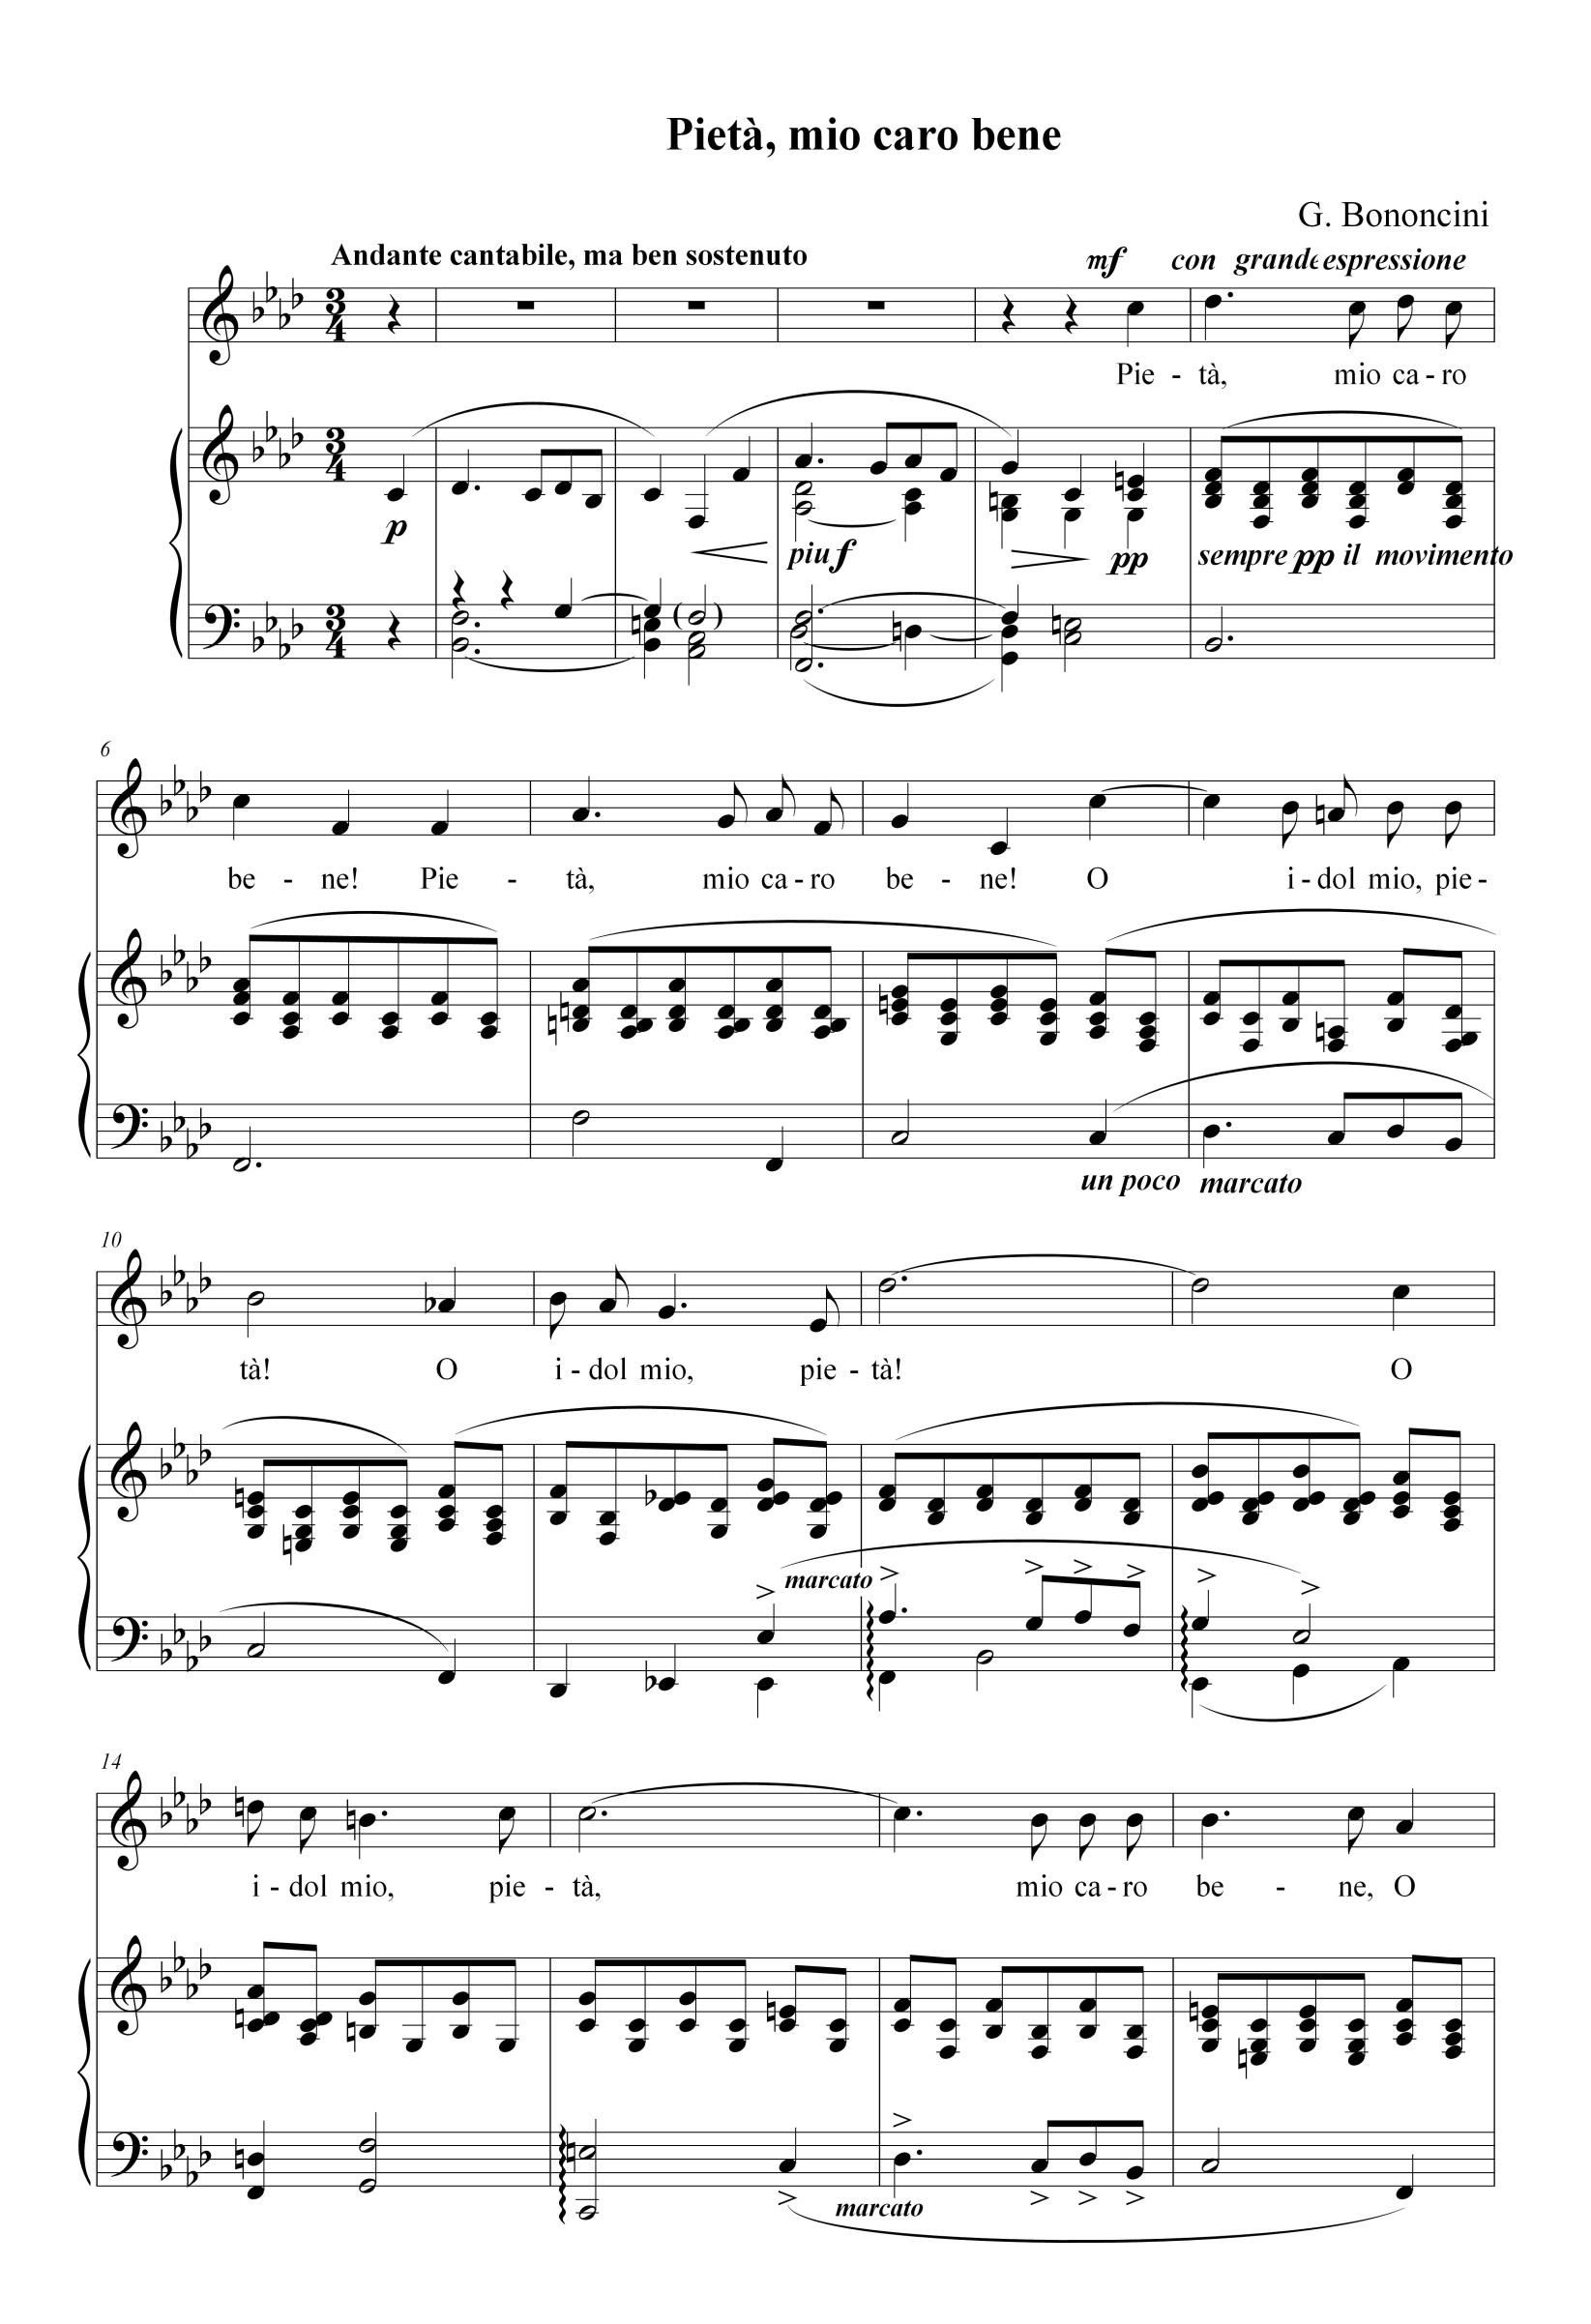 Pietà, mio caro bene
G. Bononcini
Andante cantabile, ma ben sostenuto
mf con grande espressione
Pie - tà, mio ca - ro
p
piu f
pp
sempre pp il movimento
6
be - ne! Pie - tà, mio ca - ro be - ne! O i - dol mio, pie -
un poco marcato
10
tà! O i - dol mio, pie - tà! O
marcato
14
i - dol mio, pie - tà, mio ca - ro be - ne, O
marcato